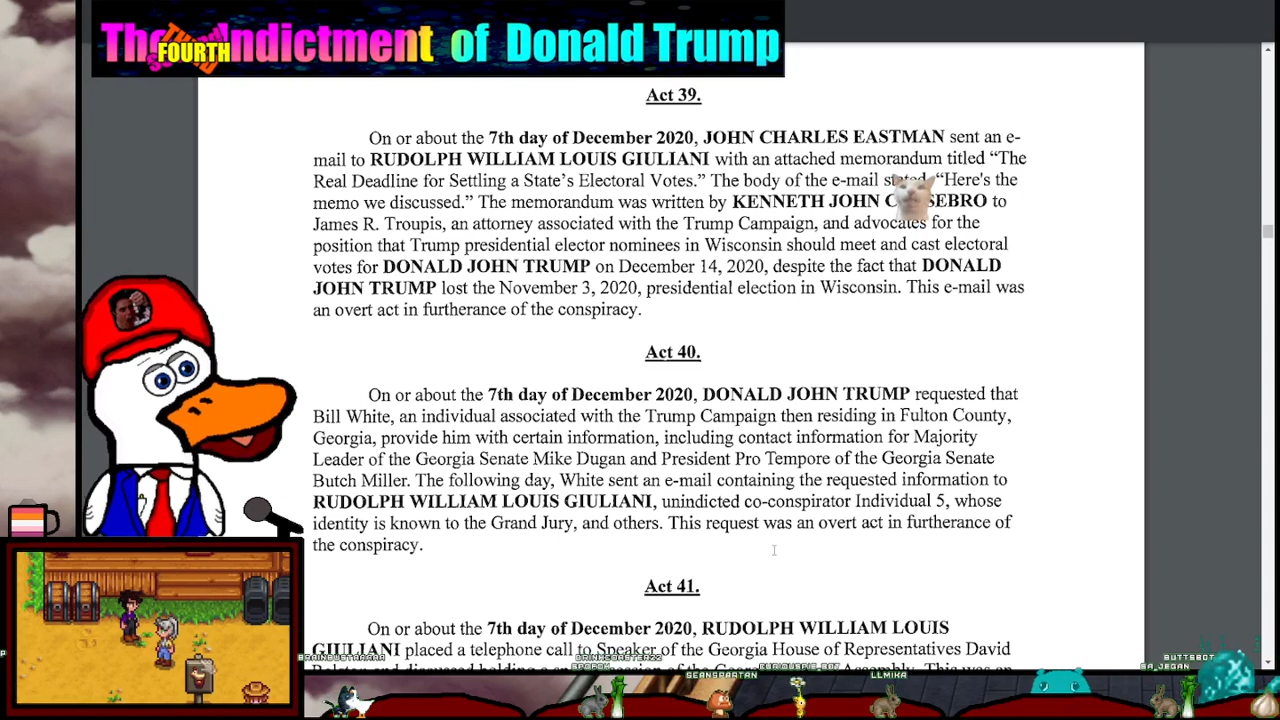 The Indictment of Donald Trump
FOURTH
Act 39.
On or about the 7th day of December 2020, JOHN CHARLES EASTMAN sent an e-
mail to RUDOLPH WILLIAM LOUIS GIULIANI with an attached memorandum titled “The
Real Deadline for Settling a State’s Electoral Votes.” The body of the e-mail stated, “Here's the
memo we discussed.” The memorandum was written by KENNETH JOHN to
James R. Troupis, an attorney associated with the Trump Campaign, and advocates for the
position that Trump presidential elector nominees in Wisconsin should meet and cast electoral
votes for DONALD JOHN TRUMP on December 14, 2020, despite the fact that DONALD
JOHN TRUMP lost the November 3, 2020, presidential election in Wisconsin. This e-mail was
an overt act in furtherance of the conspiracy.
Act 40.
On or about the 7th day of December 2020, DONALD JOHN TRUMP requested that
Bill White, an individual associated with the Trump Campaign then residing in Fulton County,
Georgia, provide him with certain information, including contact information for Majority
Leader of the Georgia Senate Mike Dugan and President Pro Tempore of the Georgia Senate
Butch Miller. The following day, White sent an e-mail containing the requested information to
RUDOLPH WILLIAM LOUIS GIULIANI, unindicted co-conspirator Individual 5, whose
identity is known to the Grand Jury, and others. This request was an overt act in furtherance of
the conspiracy.
Act 41.
On or about the 7th day of December 2020, RUDOLPH WILLIAM LOUIS
GIULIANI placed a telephone call to Speaker of the Georgia House of Representatives David
SEANSPARTAN
LLMIKA
BUTTSBOT
SA_JEGAN